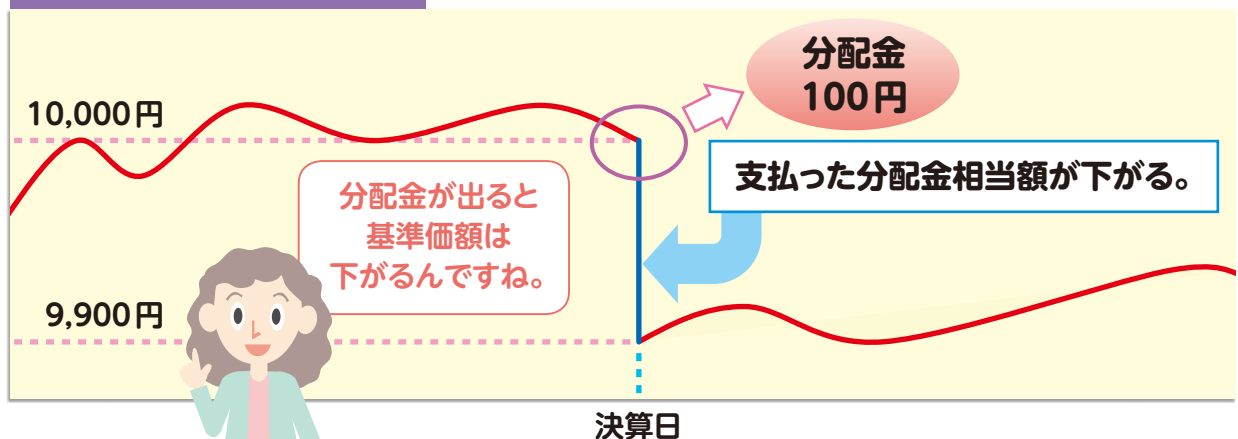 分配金
100円
10,000円
支払った分配金相当額が下がる。
分配金が出ると
基準価額は
下がるんですね。
9,900円
決算日